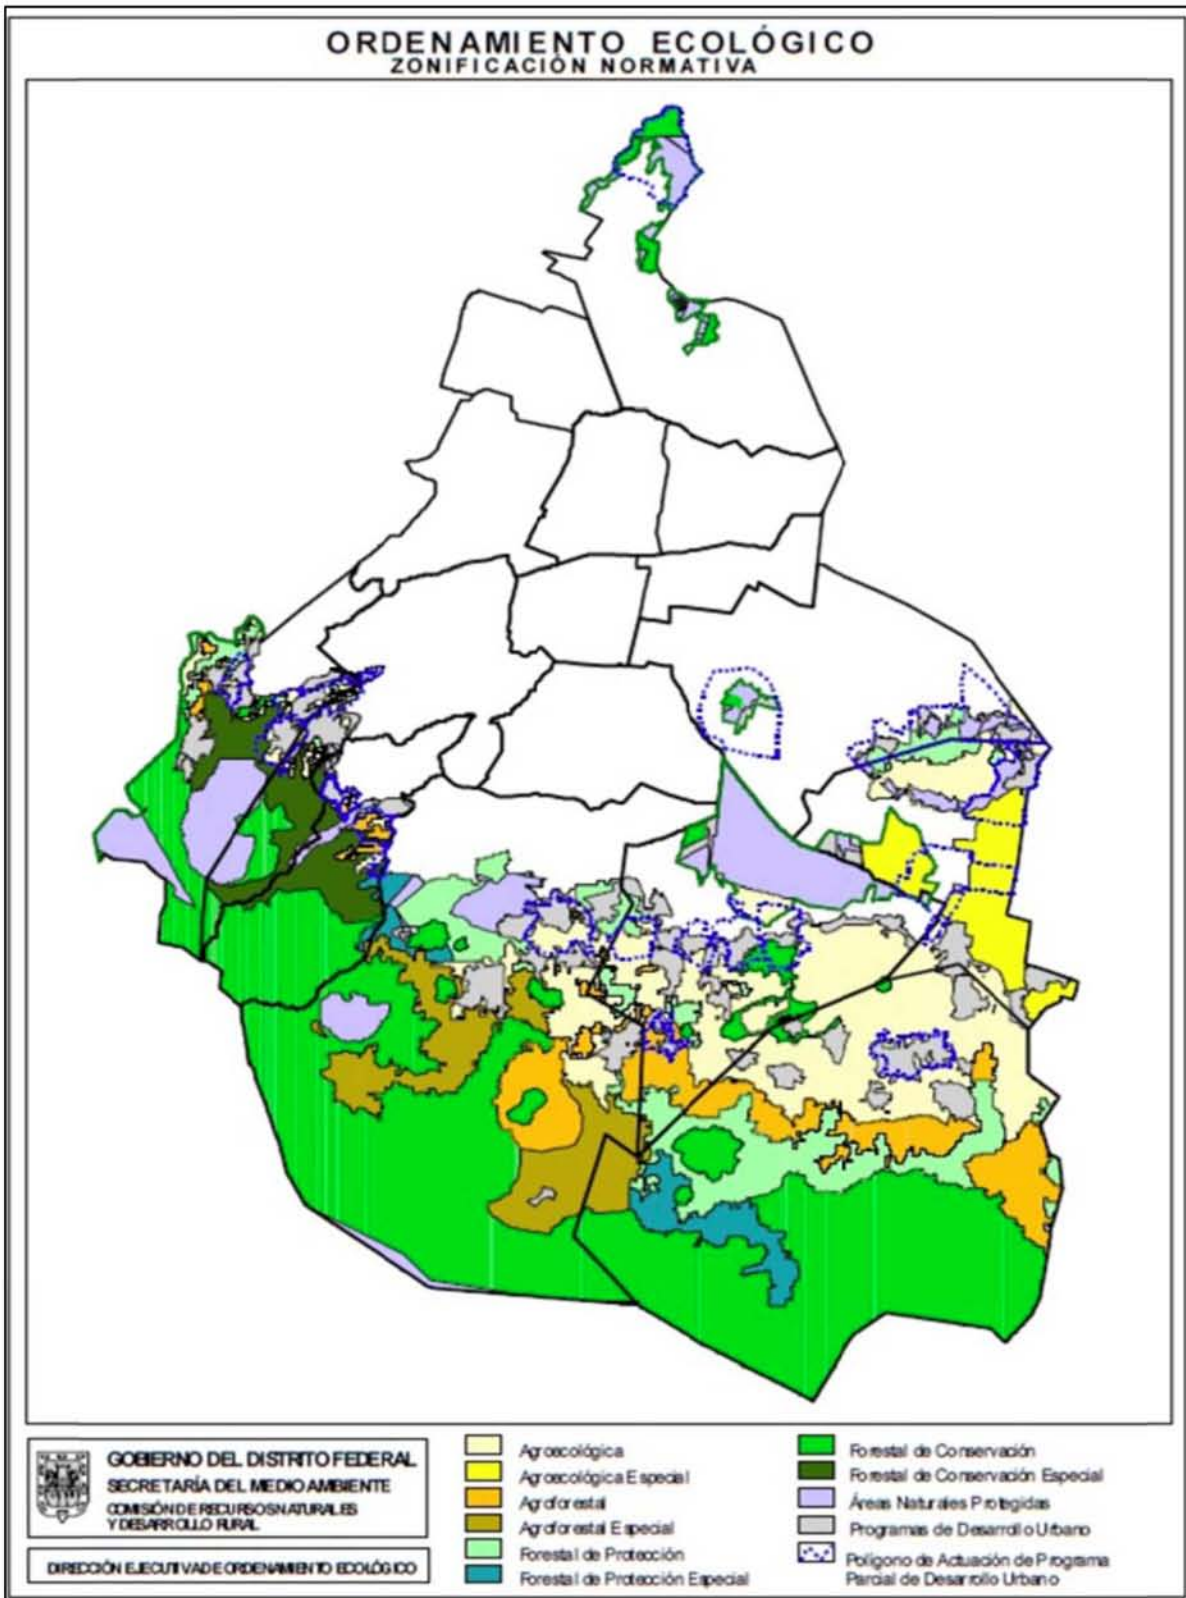 ORDENAMIENTO ECOLÓGICO
ZONIFICACIÓN NORMATIVA
GOBIERNO DEL DISTRITO FEDERAL
SECRETARÍA DEL MEDIO AMBIENTE
COMISIÓN DE RECURSOS NATURALES
Y DESARROLLO RURAL
DIRECCIÓN EJECUTIVA DE ORDENAMIENTO ECOLÓGICO
Agroecológica
Agroecológica Especial
Agroforestal
Agroforestal Especial
Forestal de Protección
Forestal de Protección Especial
Forestal de Conservación
Forestal de Conservación Especial
Áreas Naturales Protegidas
Programas de Desarrollo Urbano
Polígono de Actuación de Programa
Parcial de Desarrollo Urbano